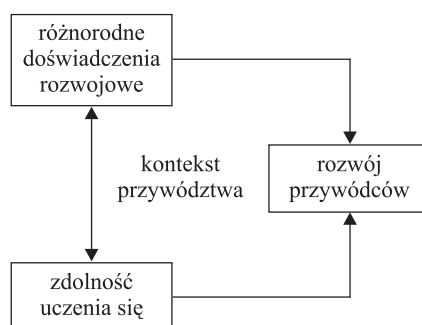 różnorodne
doświadczenia
rozwojowe
kontekst
przywództwa
rozwój
przywódców
zdolność
uczenia się